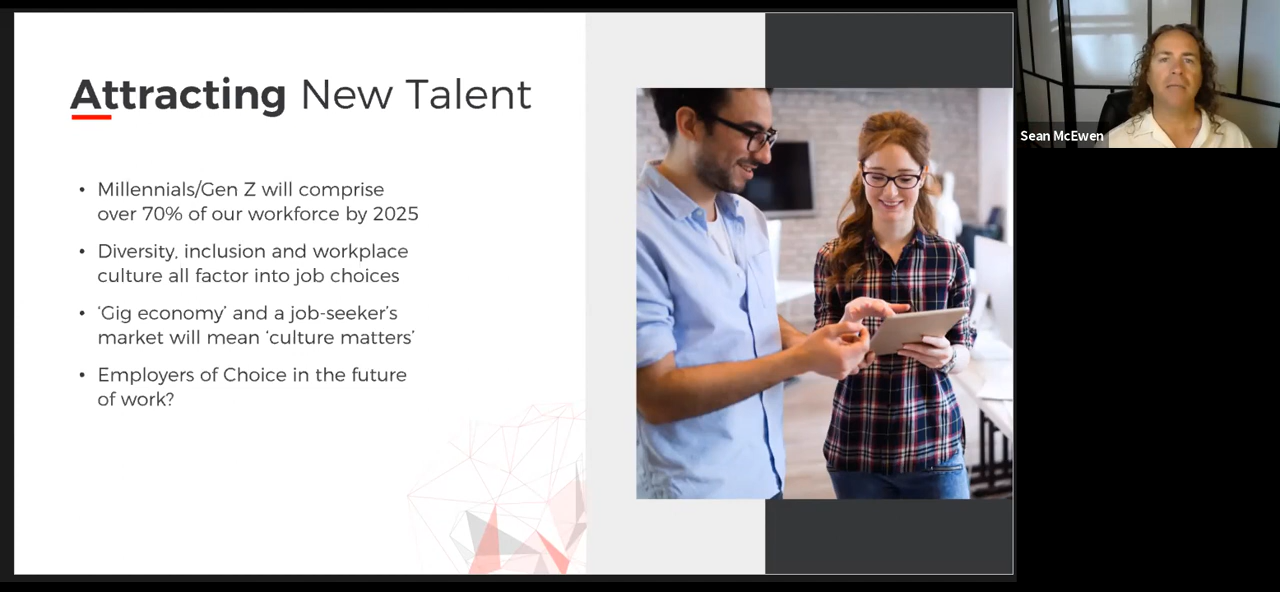 Attracting New Talent
• Millennials/Gen Z will comprise
over 70% of our workforce by 2025
• Diversity, inclusion and workplace
culture all factor into job choices
• ‘Gig economy’ and a job-seeker’s
market will mean ‘culture matters’
• Employers of Choice in the future
of work?
Sean McEwen